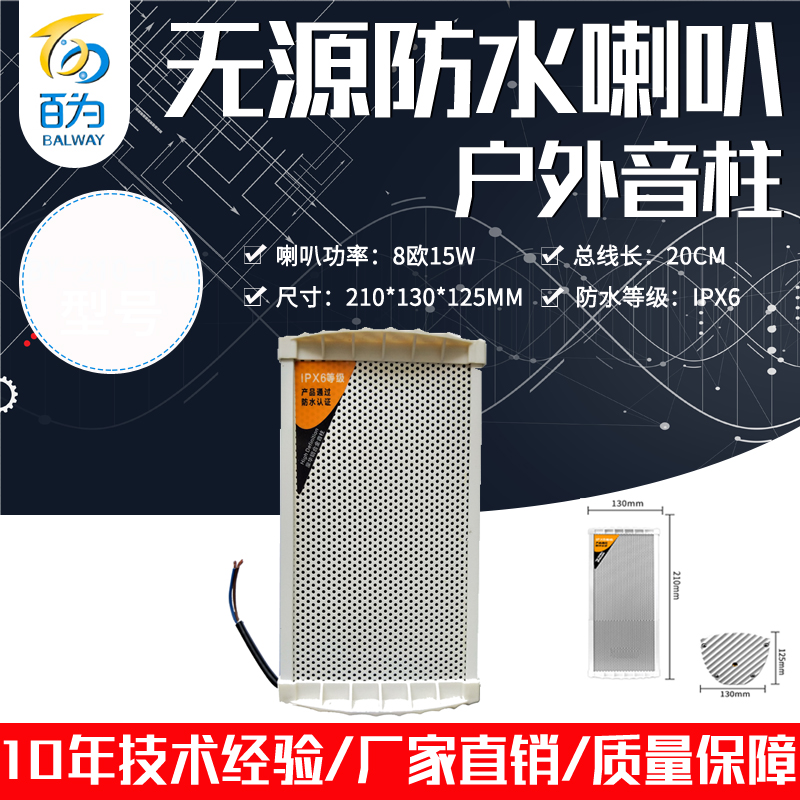 百为
BALWAY
无源防水喇叭
户外音柱
喇叭功率：8欧15W
总线长：20CM
尺寸：210*130*125MM
防水等级：IPX6
型号
IPX6等级
产品通过
防水认证
High Definition
130mm
210mm
125mm
130mm
10年技术经验/厂家直销/质量保障